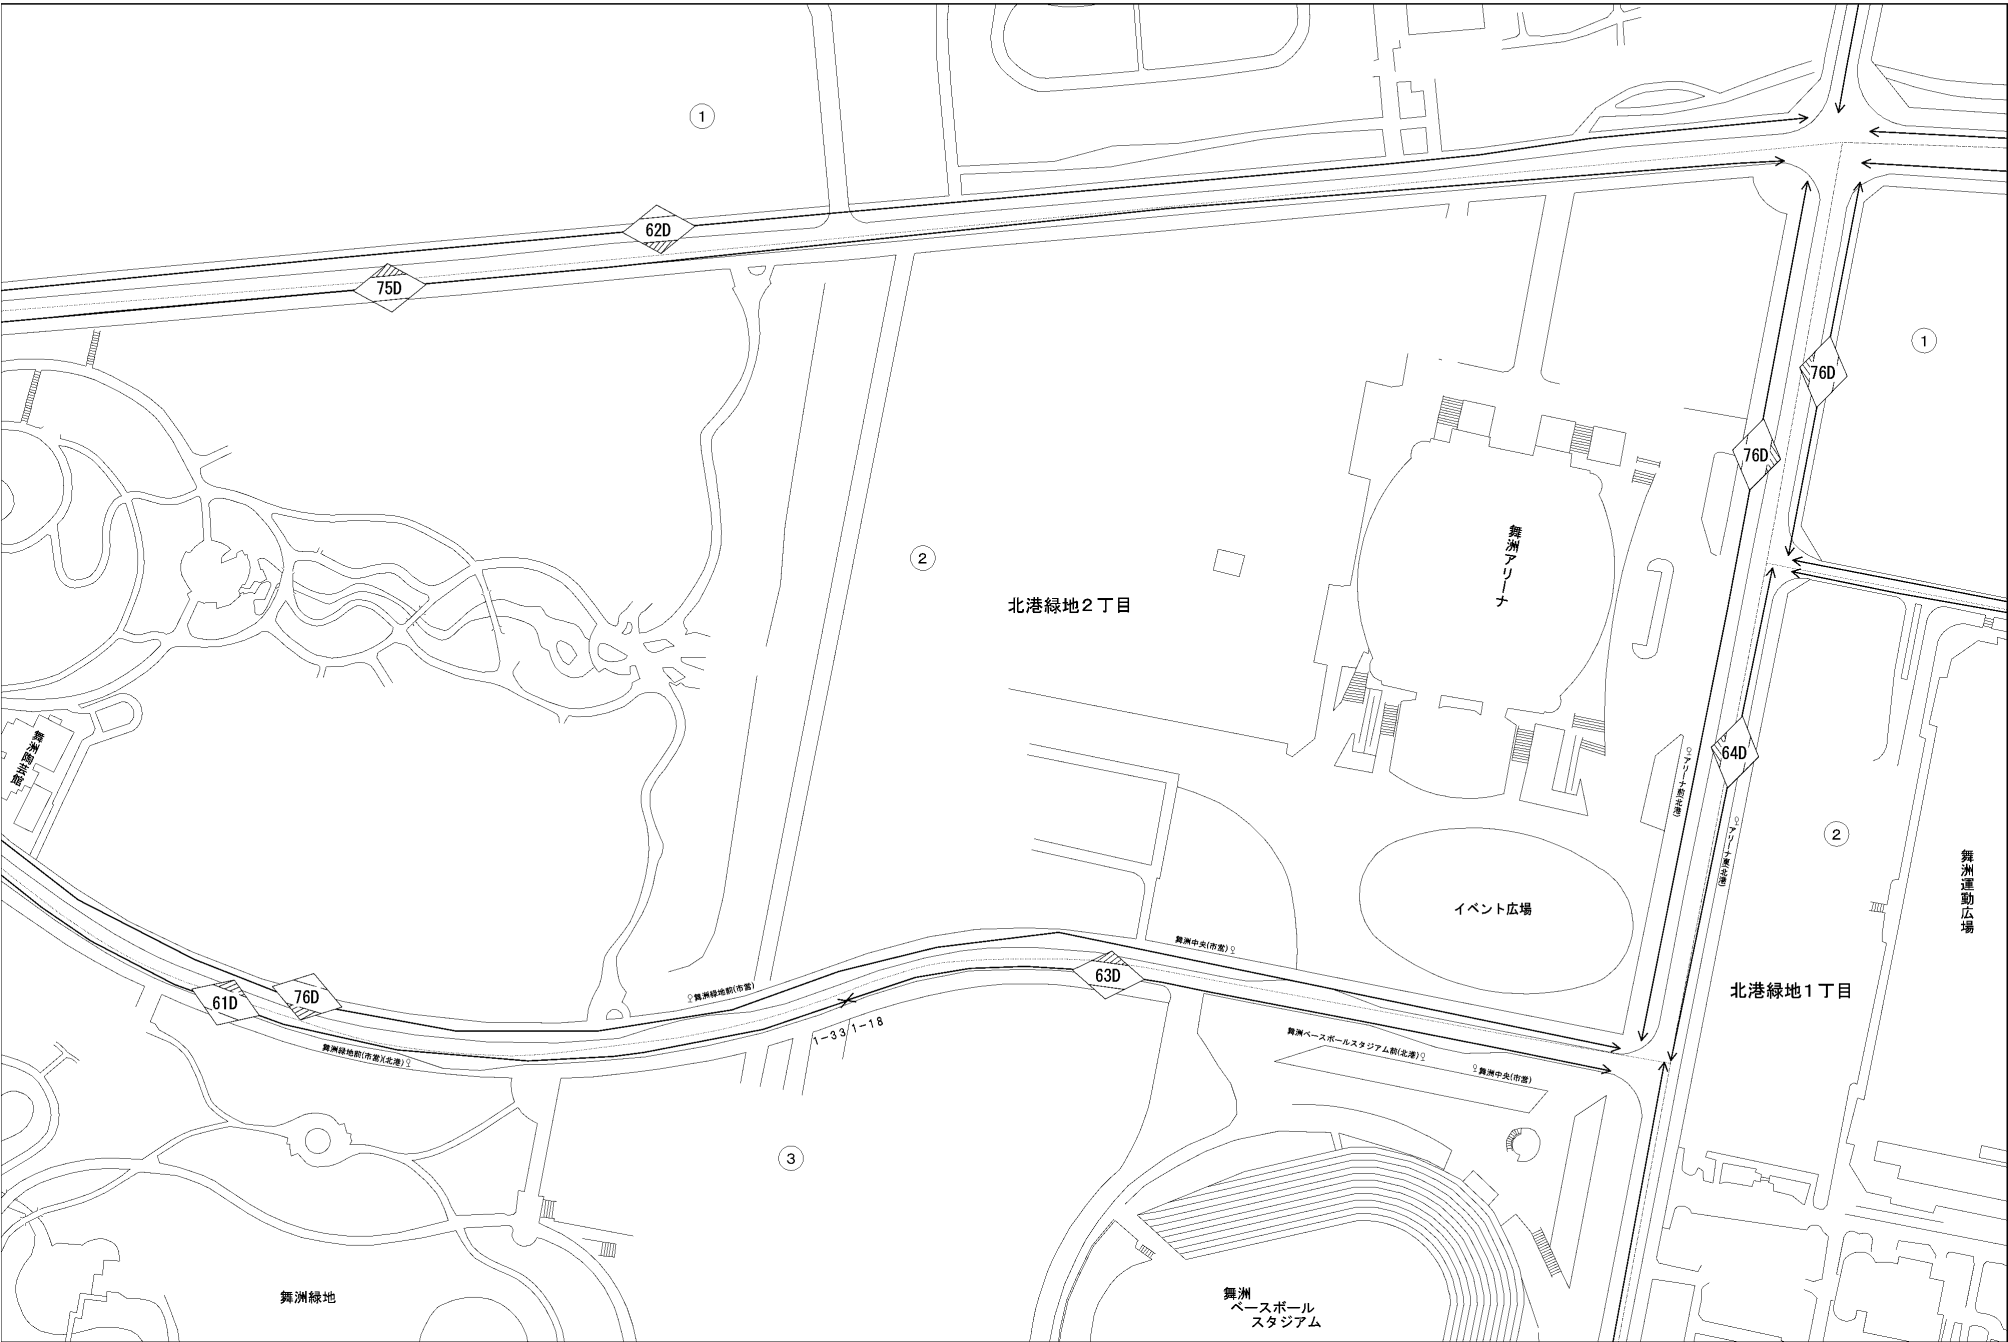 ①
62D
75D
①
76D
76D
②
北港緑地2丁目
舞洲アリーナ
舞洲陶芸館
64D
アリーナ前(北港)
アリーナ東(北港)
②
舞洲運動広場
イベント広場
舞洲中央(市営)
63D
76D
61D
舞洲緑地前(市営)
北港緑地1丁目
1-33
1-18
舞洲緑地前(市営)(北港)
舞洲ベースボールスタジアム前(北港)
舞洲中央(市営)
③
舞洲緑地
舞洲
ベースボール
スタジアム